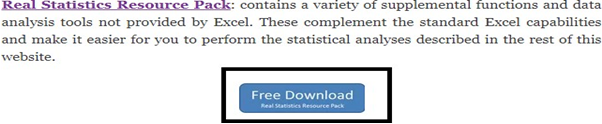 Real Statistics Resource Pack: contains a variety of supplemental functions and data
analysis tools not provided by Excel. These complement the standard Excel capabilities
and make it easier for you to perform the statistical analyses described in the rest of this
website.
Free Download
Real Statistics Resource Pack